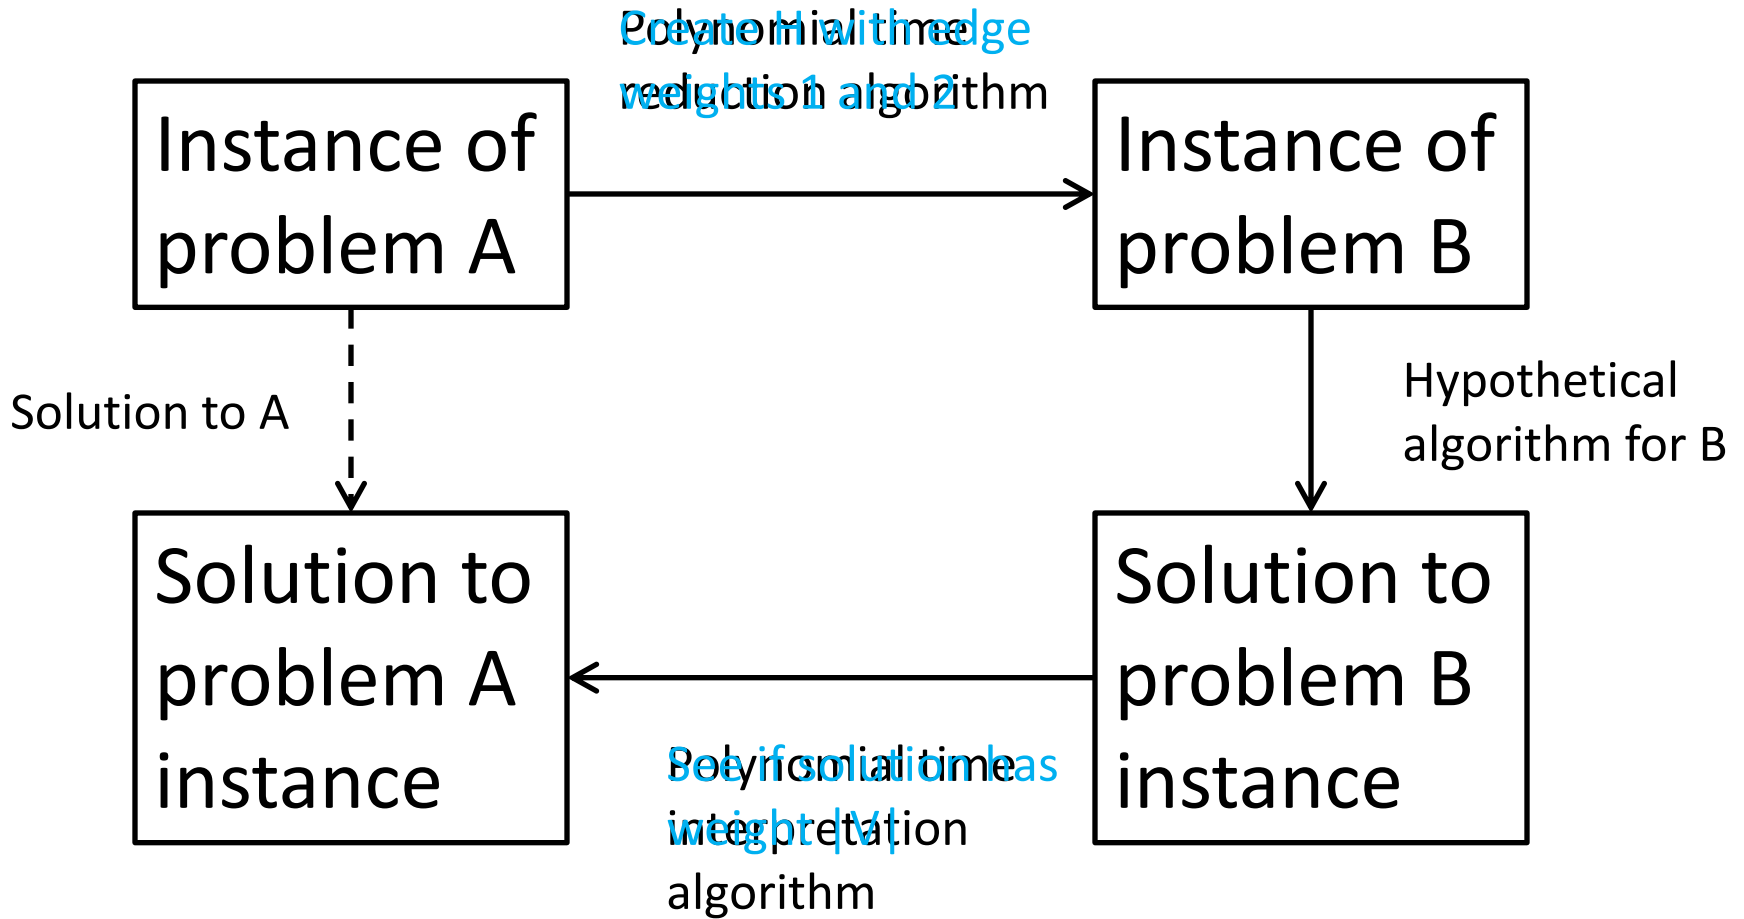 Polynomial time
reduction algorithm
Create H with edge
weights 1 and 2
Instance of
problem A
Instance of
problem B
Solution to A
Hypothetical
algorithm for B
Solution to
problem A
instance
Solution to
problem B
instance
Polynomial time
interpretation
algorithm
See if solution has
weight |V|